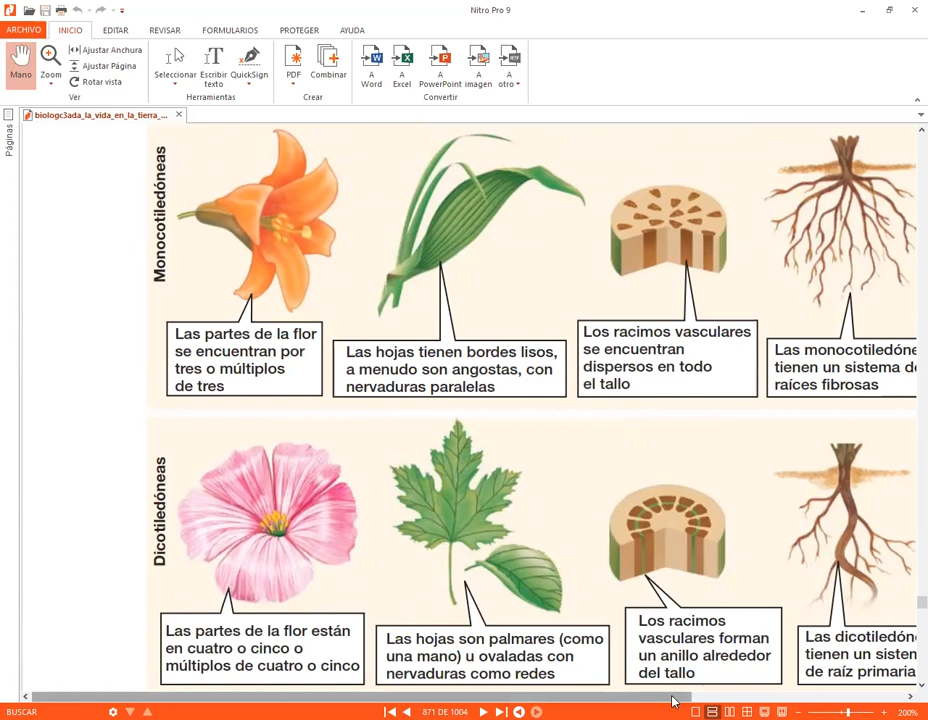 Nitro Pro 9
ARCHIVO INICIO EDITAR REVISAR FORMULARIOS PROTEGER AYUDA
Mano
Zoom
Ajustar Anchura
Ajustar Página
Rotar vista
Ver
Seleccionar
Escribir texto
QuickSign
Herramientas
PDF
Combinar
Crear
A Word
A Excel
A PowerPoint
A imagen
A otro
Convertir
biologc3ada_la_vida_en_la_tierra_...
Páginas
Monocotiledóneas
Las partes de la flor
se encuentran por
tres o múltiplos
de tres
Las hojas tienen bordes lisos,
a menudo son angostas, con
nervaduras paralelas
Los racimos vasculares
se encuentran
dispersos en todo
el tallo
Las monocotiledóne
tienen un sistema de
raíces fibrosas
Dicotiledóneas
Las partes de la flor están
en cuatro o cinco o
múltiplos de cuatro o cinco
Las hojas son palmares (como
una mano) u ovaladas con
nervaduras como redes
Los racimos
vasculares forman
un anillo alrededor
del tallo
Las dicotiledón
tienen un sistem
de raíz primaria
BUSCAR
871 DE 1004
200%